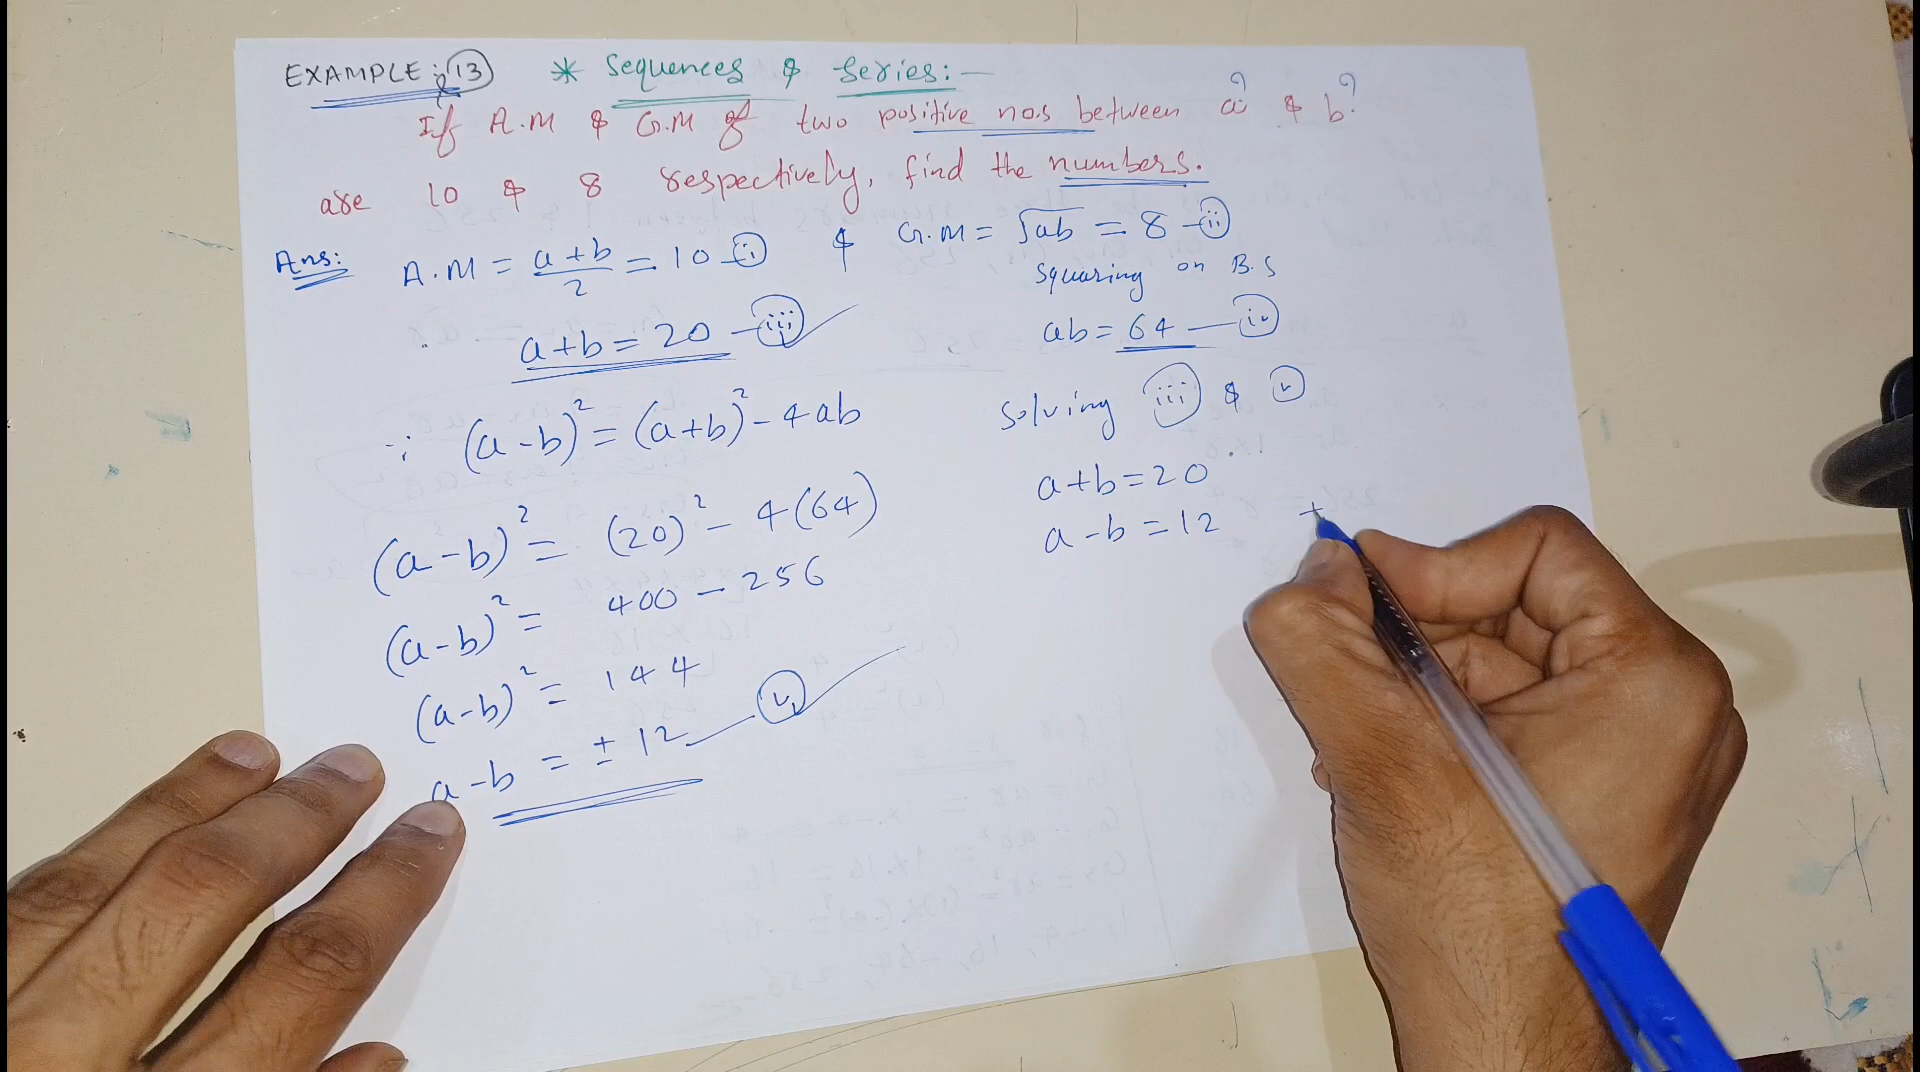 EXAMPLE: 13 * Sequences & Series:-
If A.M & G.M of two positive nos between a & b?
are 10 & 8 respectively, find the numbers.
Ans: A.M = a+b/2 = 10 - (i) & G.M = √ab = 8 - (ii)
squaring on B.S
a+b = 20 - (iii)
ab = 64 - (iv)
∵ (a-b)² = (a+b)² - 4ab
(a-b)² = (20)² - 4(64)
(a-b)² = 400 - 256
(a-b)² = 144
a-b = ± 12 - (v)
Solving (iii) & (v)
a+b = 20
a-b = 12